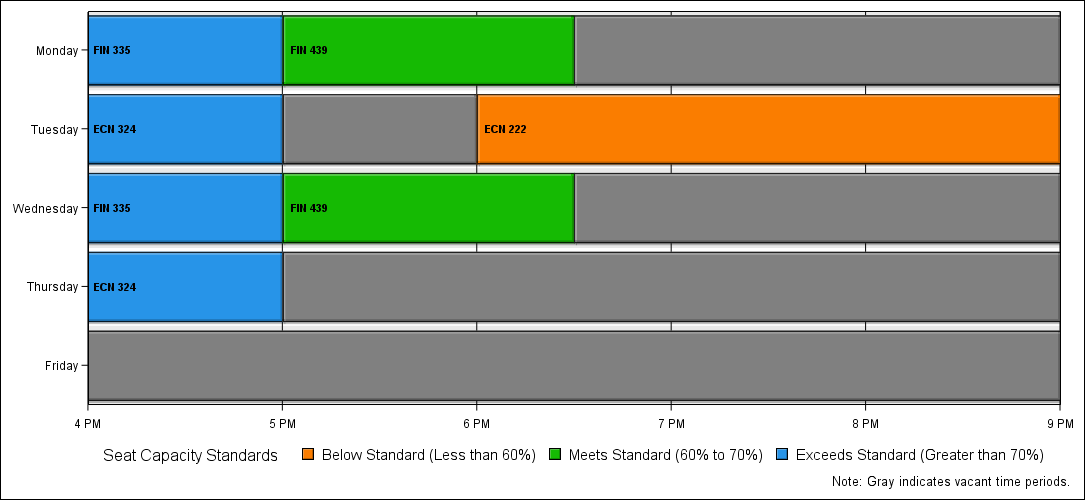 Monday FIN 335 FIN 439
Tuesday ECN 324 ECN 222
Wednesday FIN 335 FIN 439
Thursday ECN 324
Friday
4 PM 5 PM 6 PM 7 PM 8 PM 9 PM
Seat Capacity Standards Below Standard (Less than 60%) Meets Standard (60% to 70%) Exceeds Standard (Greater than 70%)
Note: Gray indicates vacant time periods.